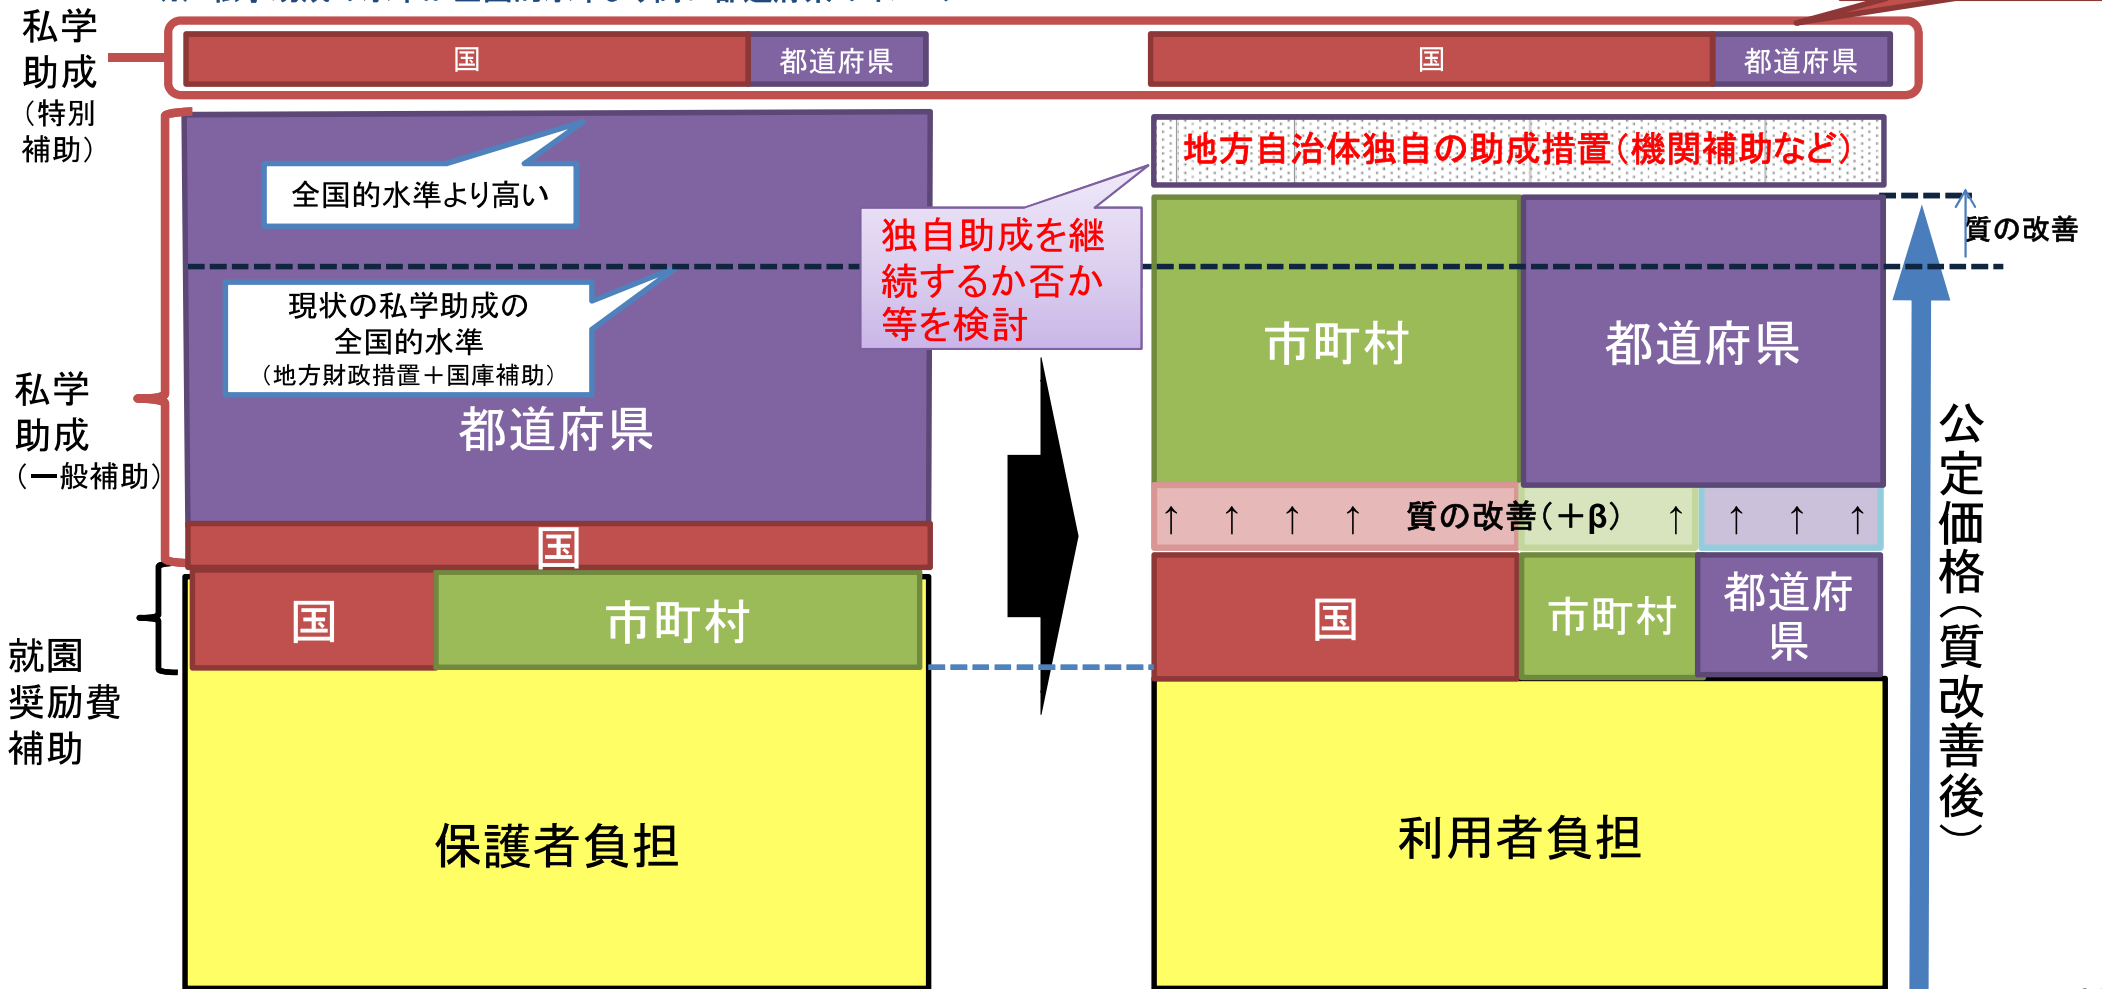 私学
助成
（特別
補助）
国
都道府県
国
都道府県
全国的水準より高い
現状の私学助成の
全国的水準
（地方財政措置＋国庫補助）
都道府県
私学
助成
（一般補助）
国
国
市町村
就園
奨励費
補助
保護者負担
独自助成を継
続するか否か
等を検討
地方自治体独自の助成措置（機関補助など）
質の改善
市町村
都道府県
↑ ↑ ↑ ↑ 質の改善（＋β） ↑ ↑ ↑ ↑
国
市町村
都道府
県
利用者負担
公定価格（質改善後）